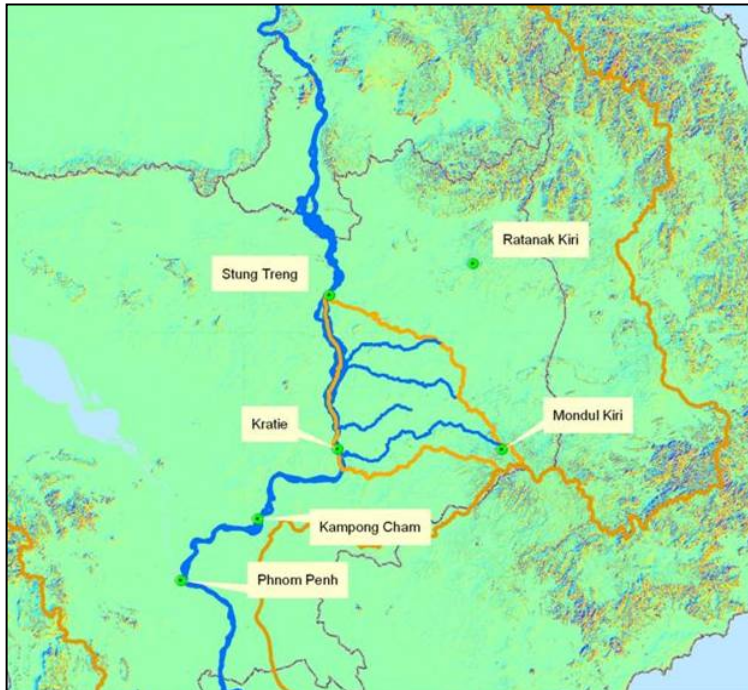 Ratanak Kiri
Stung Treng
Mondul Kiri
Kratie
Kampong Cham
Phnom Penh